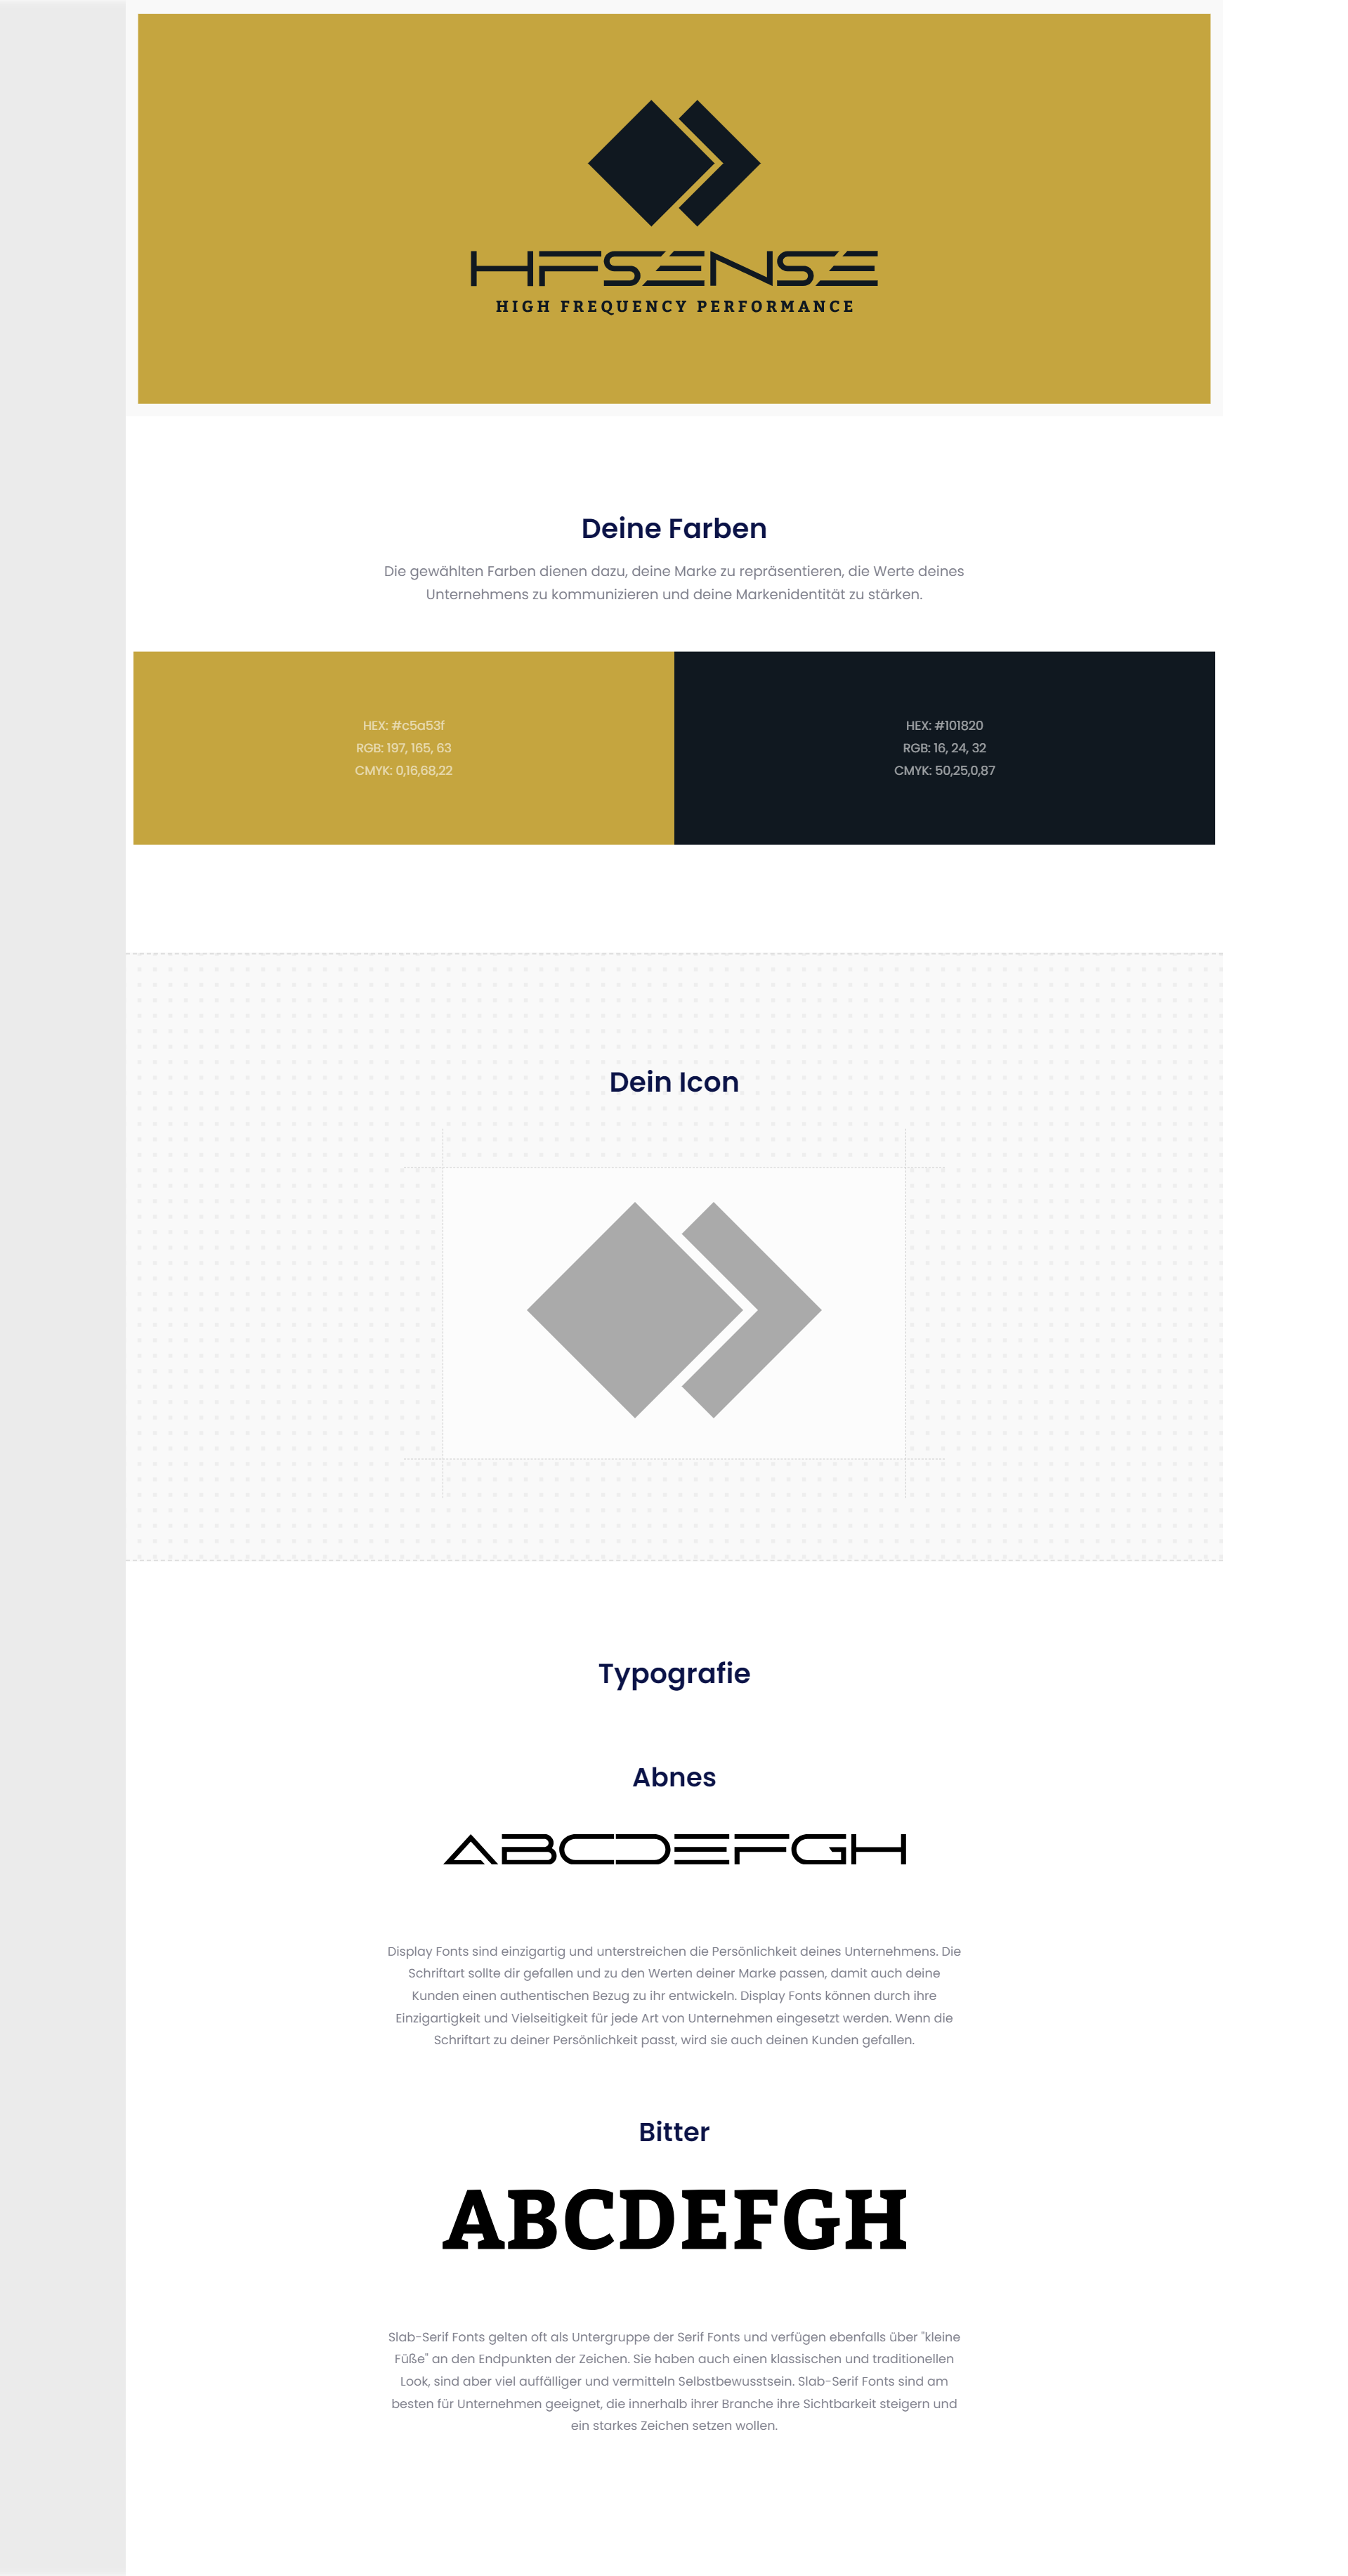 HFSENSE
HIGH FREQUENCY PERFORMANCE
Deine Farben
Die gewählten Farben dienen dazu, deine Marke zu repräsentieren, die Werte deines
Unternehmens zu kommunizieren und deine Markenidentität zu stärken.
HEX: #c5a53f
RGB: 197, 165, 63
CMYK: 0,16,68,22
HEX: #101820
RGB: 16, 24, 32
CMYK: 50,25,0,87
Dein Icon
Typografie
Abnes
ABCDEFGH
Display Fonts sind einzigartig und unterstreichen die Persönlichkeit deines Unternehmens. Die
Schriftart sollte dir gefallen und zu den Werten deiner Marke passen, damit auch deine
Kunden einen authentischen Bezug zu ihr entwickeln. Display Fonts können durch ihre
Einzigartigkeit und Vielseitigkeit für jede Art von Unternehmen eingesetzt werden. Wenn die
Schriftart zu deiner Persönlichkeit passt, wird sie auch deinen Kunden gefallen.
Bitter
ABCDEFGH
Slab-Serif Fonts gelten oft als Untergruppe der Serif Fonts und verfügen ebenfalls über "kleine
Füße" an den Endpunkten der Zeichen. Sie haben auch einen klassischen und traditionellen
Look, sind aber viel auffälliger und vermitteln Selbstbewusstsein. Slab-Serif Fonts sind am
besten für Unternehmen geeignet, die innerhalb ihrer Branche ihre Sichtbarkeit steigern und
ein starkes Zeichen setzen wollen.